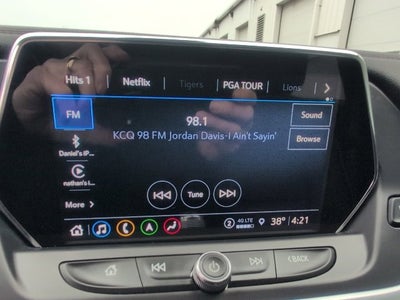 Hits 1 Netflix Tigers PGA TOUR Lions
FM
98.1
Sound
KCQ 98 FM Jordan Davis-I Ain't Sayin'
Browse
Daniel's IP...
nathan's i...
More
Tune
2 4G LTE 38° 4:21
BACK